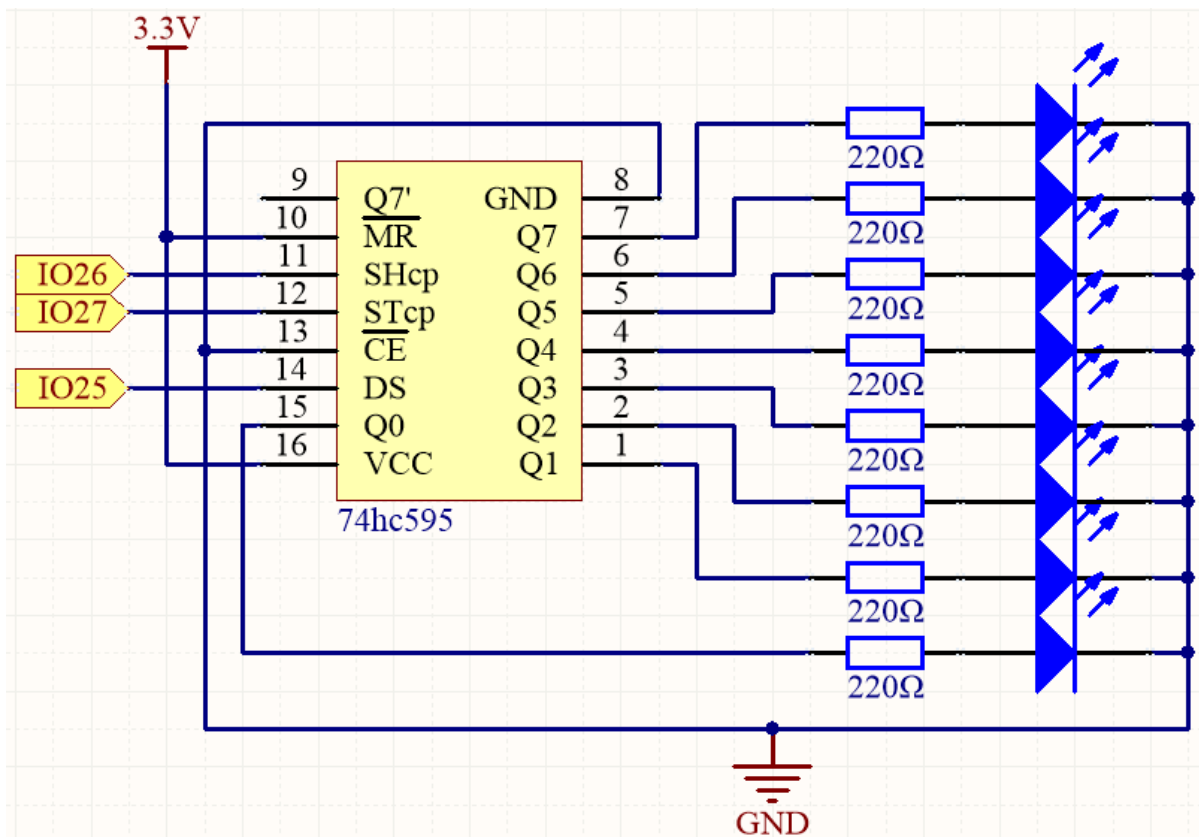 3.3V
220Ω
9
Q7'
GND
8
10
MR
Q7
7
220Ω
IO26
11
SHcp
Q6
6
220Ω
IO27
12
STcp
Q5
5
13
CE
Q4
4
220Ω
IO25
14
DS
Q3
3
15
Q0
Q2
2
220Ω
16
VCC
Q1
1
74hc595
220Ω
220Ω
220Ω
GND